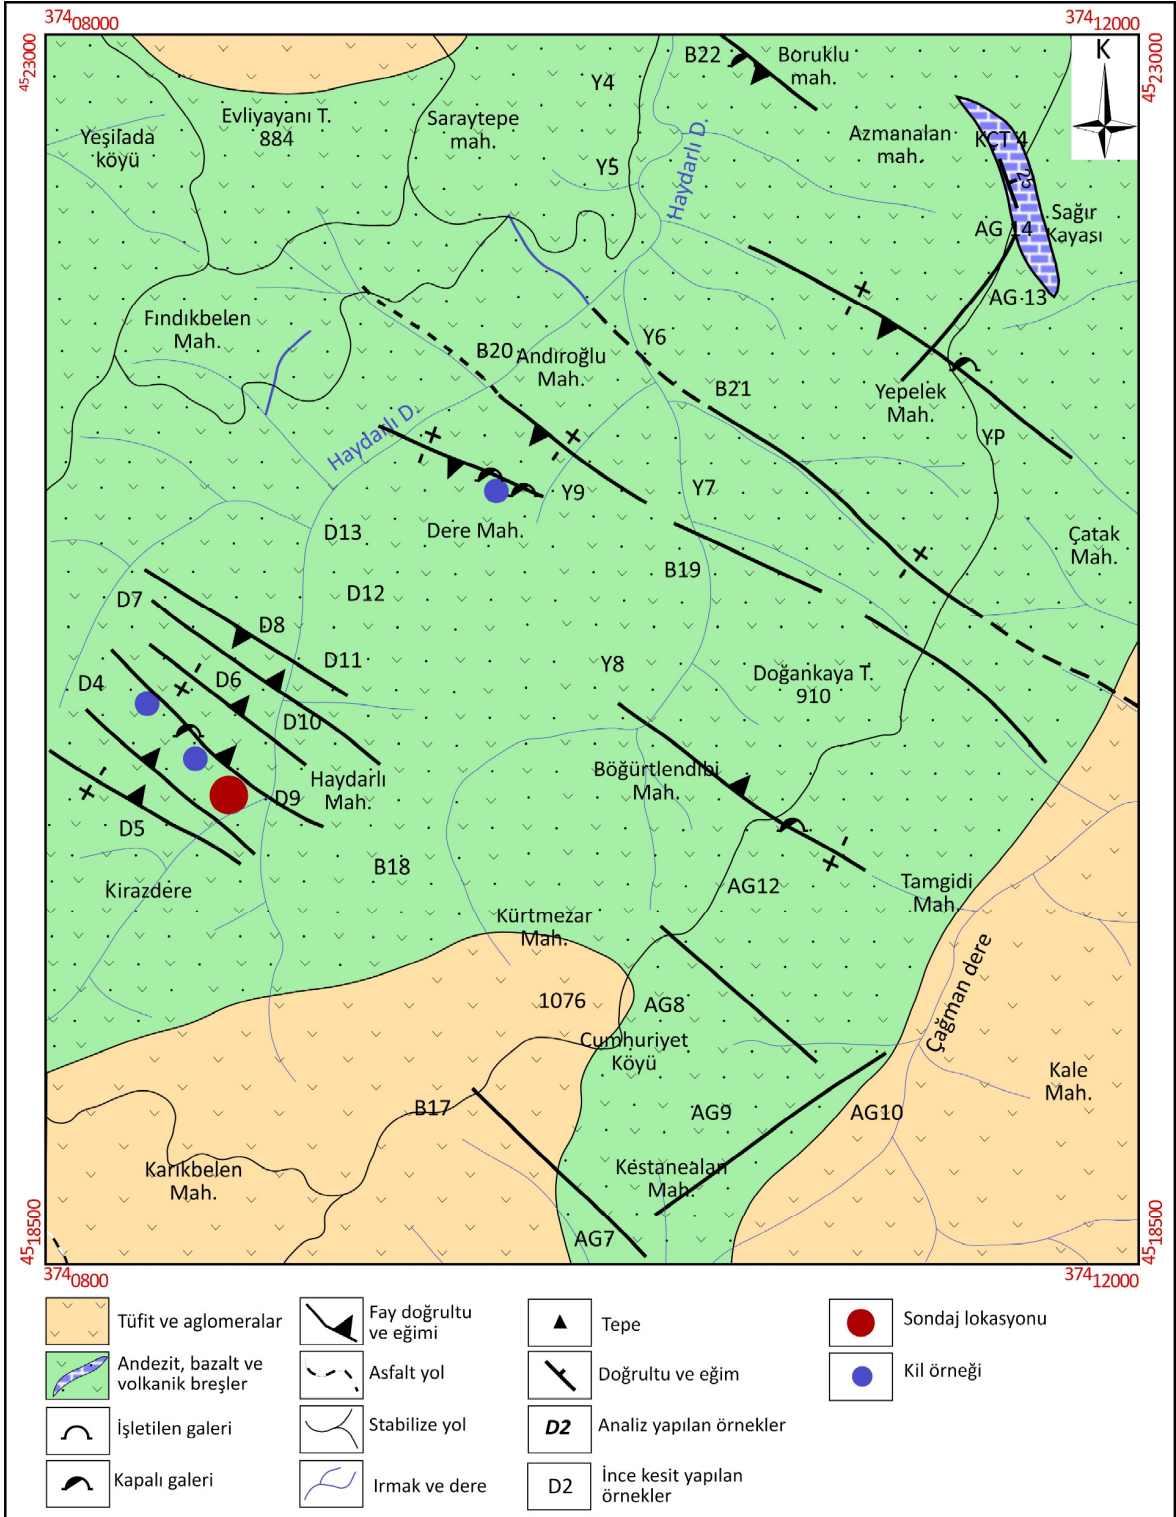 37408000
37412000
4523000
4523000
K
B22
Boruklu
mah.
Y4
Evliyayanı T.
884
Saraytepe
mah.
Yeşilada
köyü
Azmanalan
mah.
KÇT 4
Y5
Haydarlı D.
25
Sağır
Kayası
AG 14
AG 13
Fındıkbelen
Mah.
Y6
B20
Andıroğlu
Mah.
B21
Yepelek
Mah.
YP
Haydarlı D.
Y9
Y7
Dere Mah.
D13
Çatak
Mah.
B19
D12
D7
D8
D11
Y8
D6
D4
Doğankaya T.
910
D10
Haydarlı
Mah.
Böğürtlendibi
Mah.
D9
D5
B18
Kirazdere
AG12
Tamgidi
Mah.
Kürtmezar
Mah.
Çağman dere
1076
AG8
Cumhuriyet
Köyü
Kale
Mah.
B17
AG9
AG10
Karıkbelen
Mah.
Kestanealan
Mah.
AG7
4518500
4518500
3740800
37412000
Tüfit ve aglomeralar
Andezit, bazalt ve
volkanik breşler
İşletilen galeri
Kapalı galeri
Fay doğrultu
ve eğimi
Asfalt yol
Stabilize yol
Irmak ve dere
Tepe
Doğrultu ve eğim
D2
Analiz yapılan örnekler
D2
İnce kesit yapılan
örnekler
Sondaj lokasyonu
Kil örneği